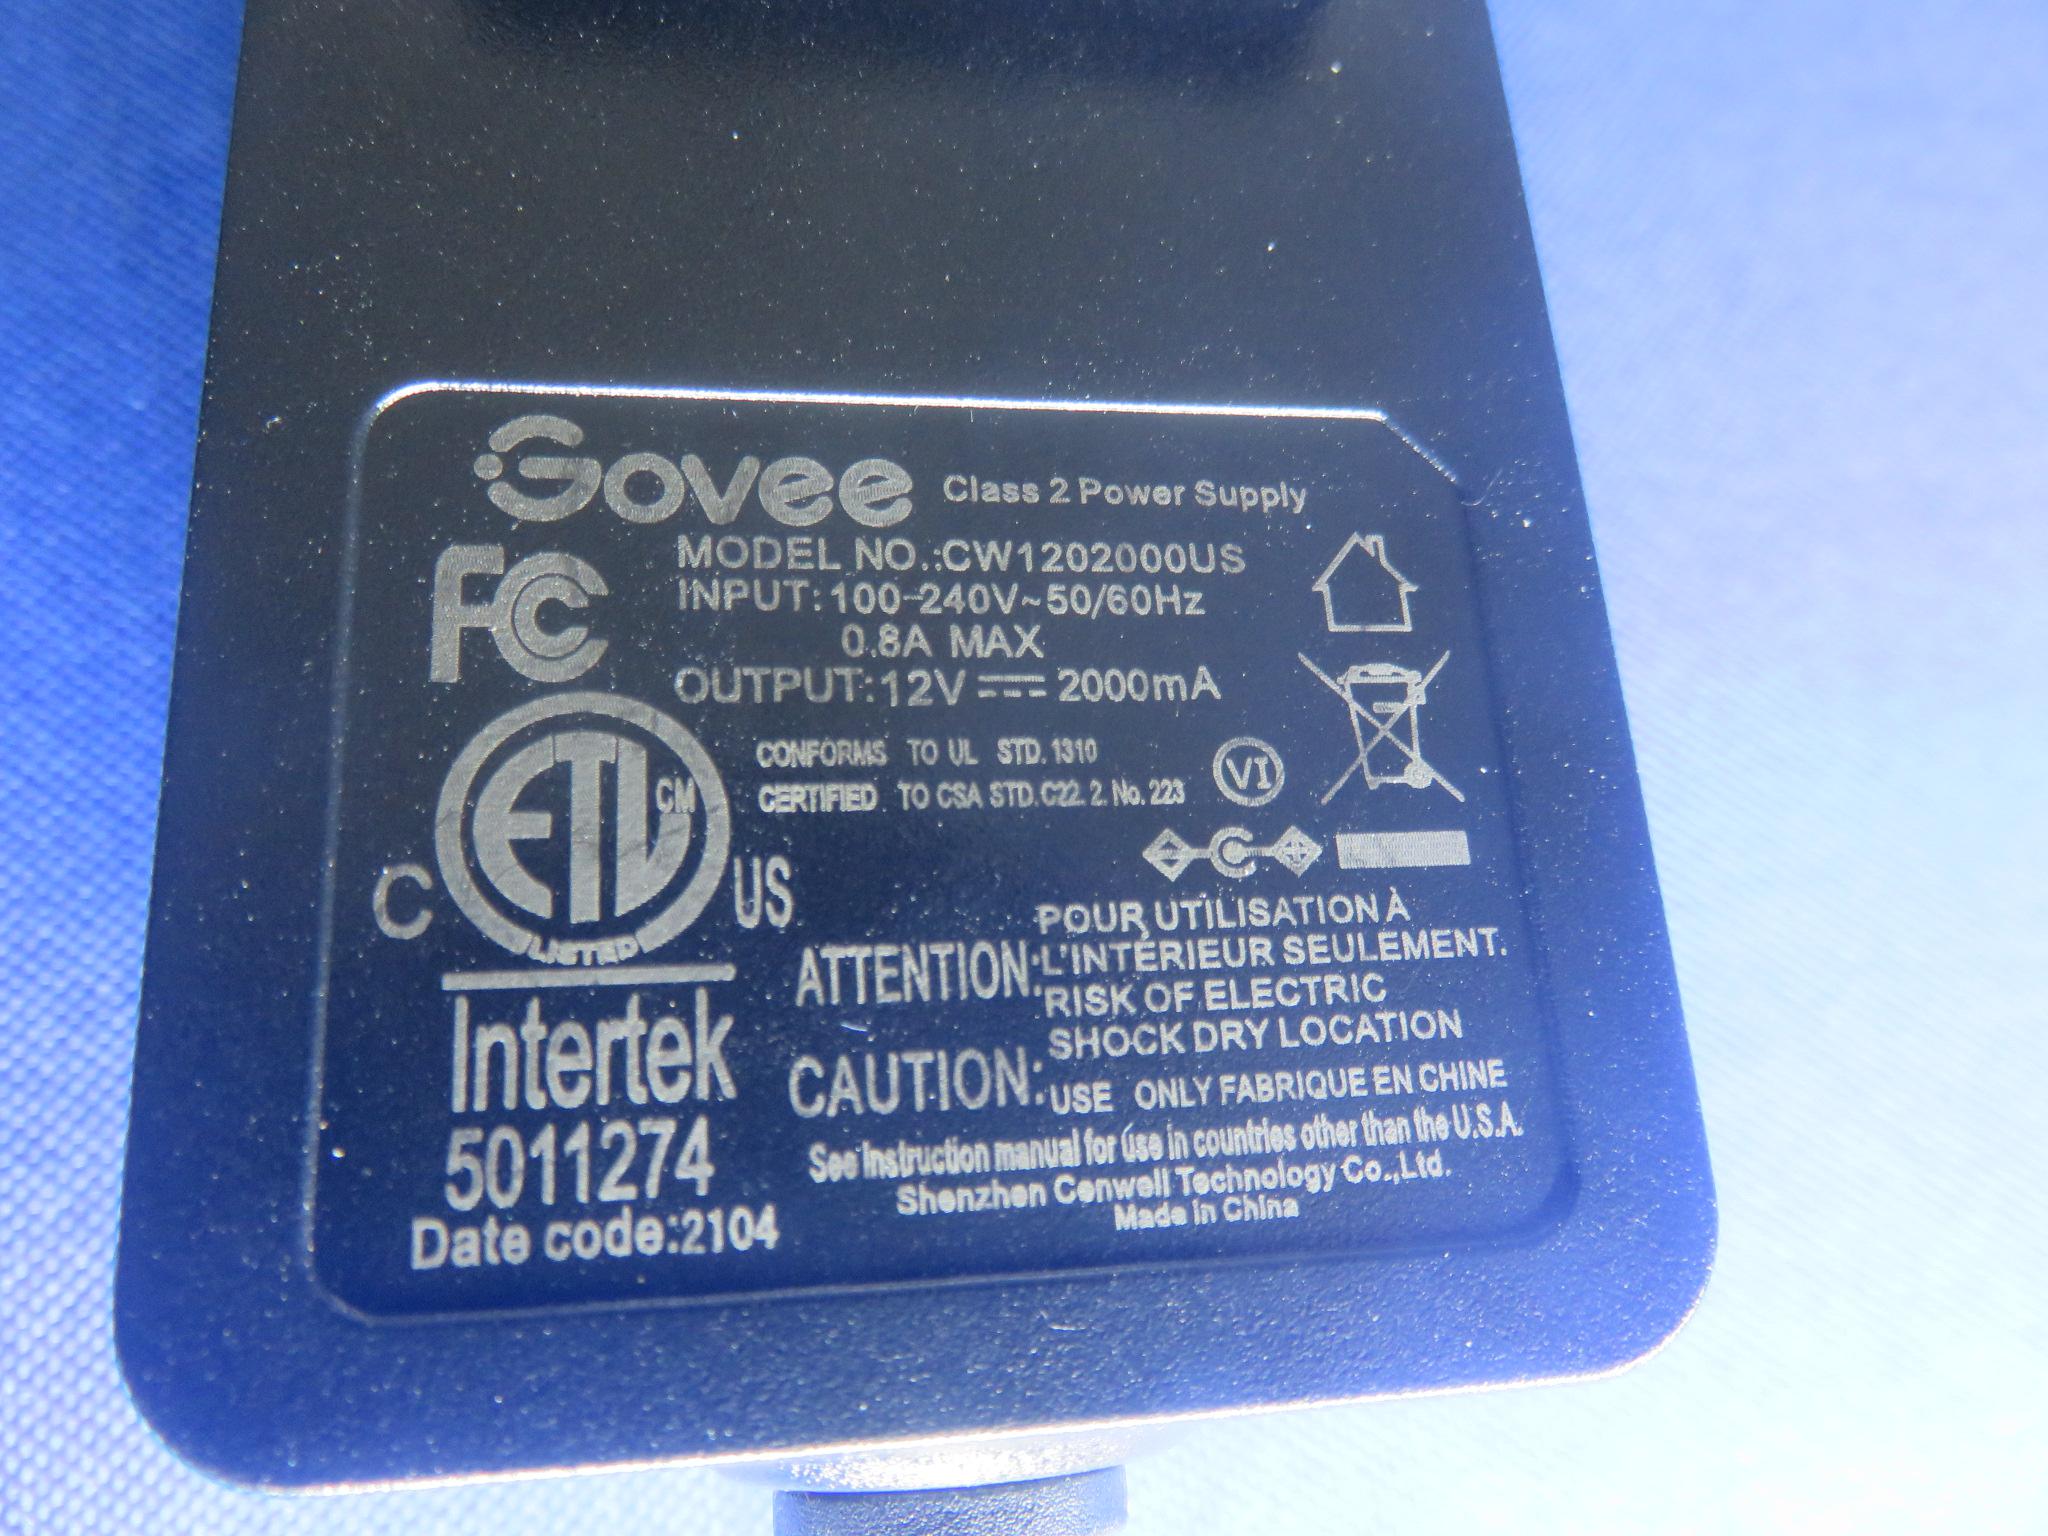 Govee Class 2 Power Supply
FC
MODEL NO.:CW1202000US
INPUT:100-240V~50/60Hz
0.8A MAX
OUTPUT:12V⎓2000mA
CONFORMS TO UL STD.1310
CERTIFIED TO CSA STD.C22.2.No.223
VI
ETL CM
LISTED
C US
Intertek
5011274
Date code:2104
ATTENTION:
POUR UTILISATION À
L'INTÉRIEUR SEULEMENT.
RISK OF ELECTRIC
SHOCK DRY LOCATION
CAUTION:
USE ONLY FABRIQUE EN CHINE
See instruction manual for use in countries other than the U.S.A.
Shenzhen Cenwell Technology Co.,Ltd.
Made in China